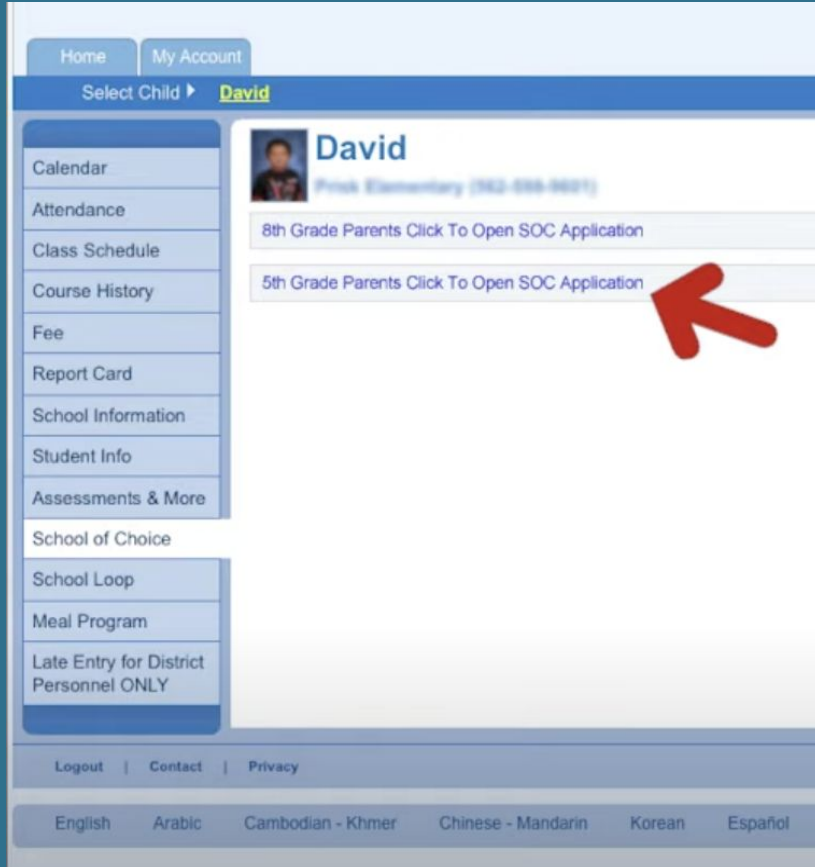 Home My Account
Select Child David
David
8th Grade Parents Click To Open SOC Application
5th Grade Parents Click To Open SOC Application
Calendar
Attendance
Class Schedule
Course History
Fee
Report Card
School Information
Student Info
Assessments & More
School of Choice
School Loop
Meal Program
Late Entry for District
Personnel ONLY
Logout | Contact | Privacy
English Arabic Cambodian - Khmer Chinese - Mandarin Korean Español